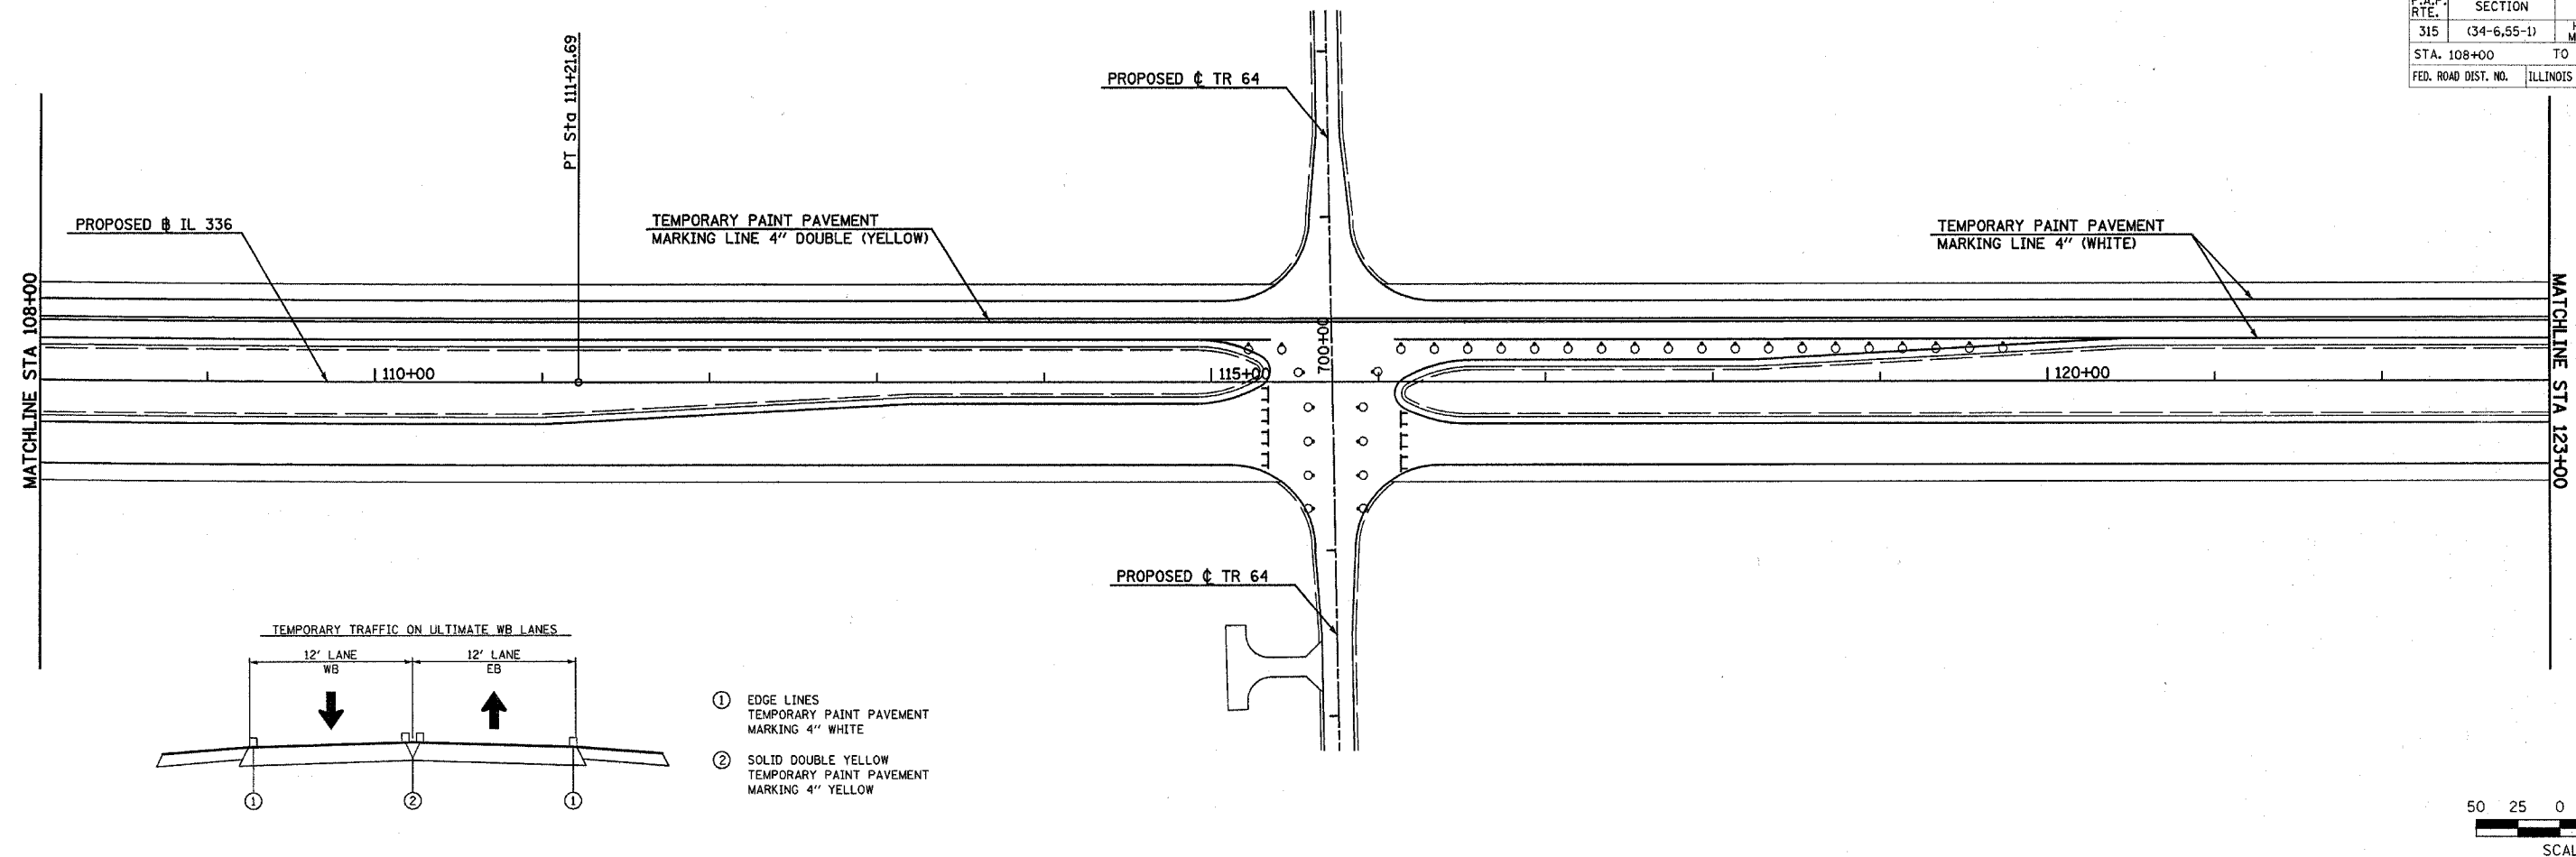 RTE.
SECTION
315
(34-6,55-1)
STA. 108+00
TO
FED. ROAD DIST. NO.
ILLINOIS
PT Sta 111+21.69
PROPOSED ℄ TR 64
PROPOSED B IL 336
TEMPORARY PAINT PAVEMENT
MARKING LINE 4" DOUBLE (YELLOW)
TEMPORARY PAINT PAVEMENT
MARKING LINE 4" (WHITE)
MATCHLINE STA 108+00
MATCHLINE STA 123+00
110+00
115+00
700+00
120+00
PROPOSED ℄ TR 64
TEMPORARY TRAFFIC ON ULTIMATE WB LANES
12' LANE
WB
12' LANE
EB
1
2
1
1 EDGE LINES
TEMPORARY PAINT PAVEMENT
MARKING 4" WHITE
2 SOLID DOUBLE YELLOW
TEMPORARY PAINT PAVEMENT
MARKING 4" YELLOW
50 25 0